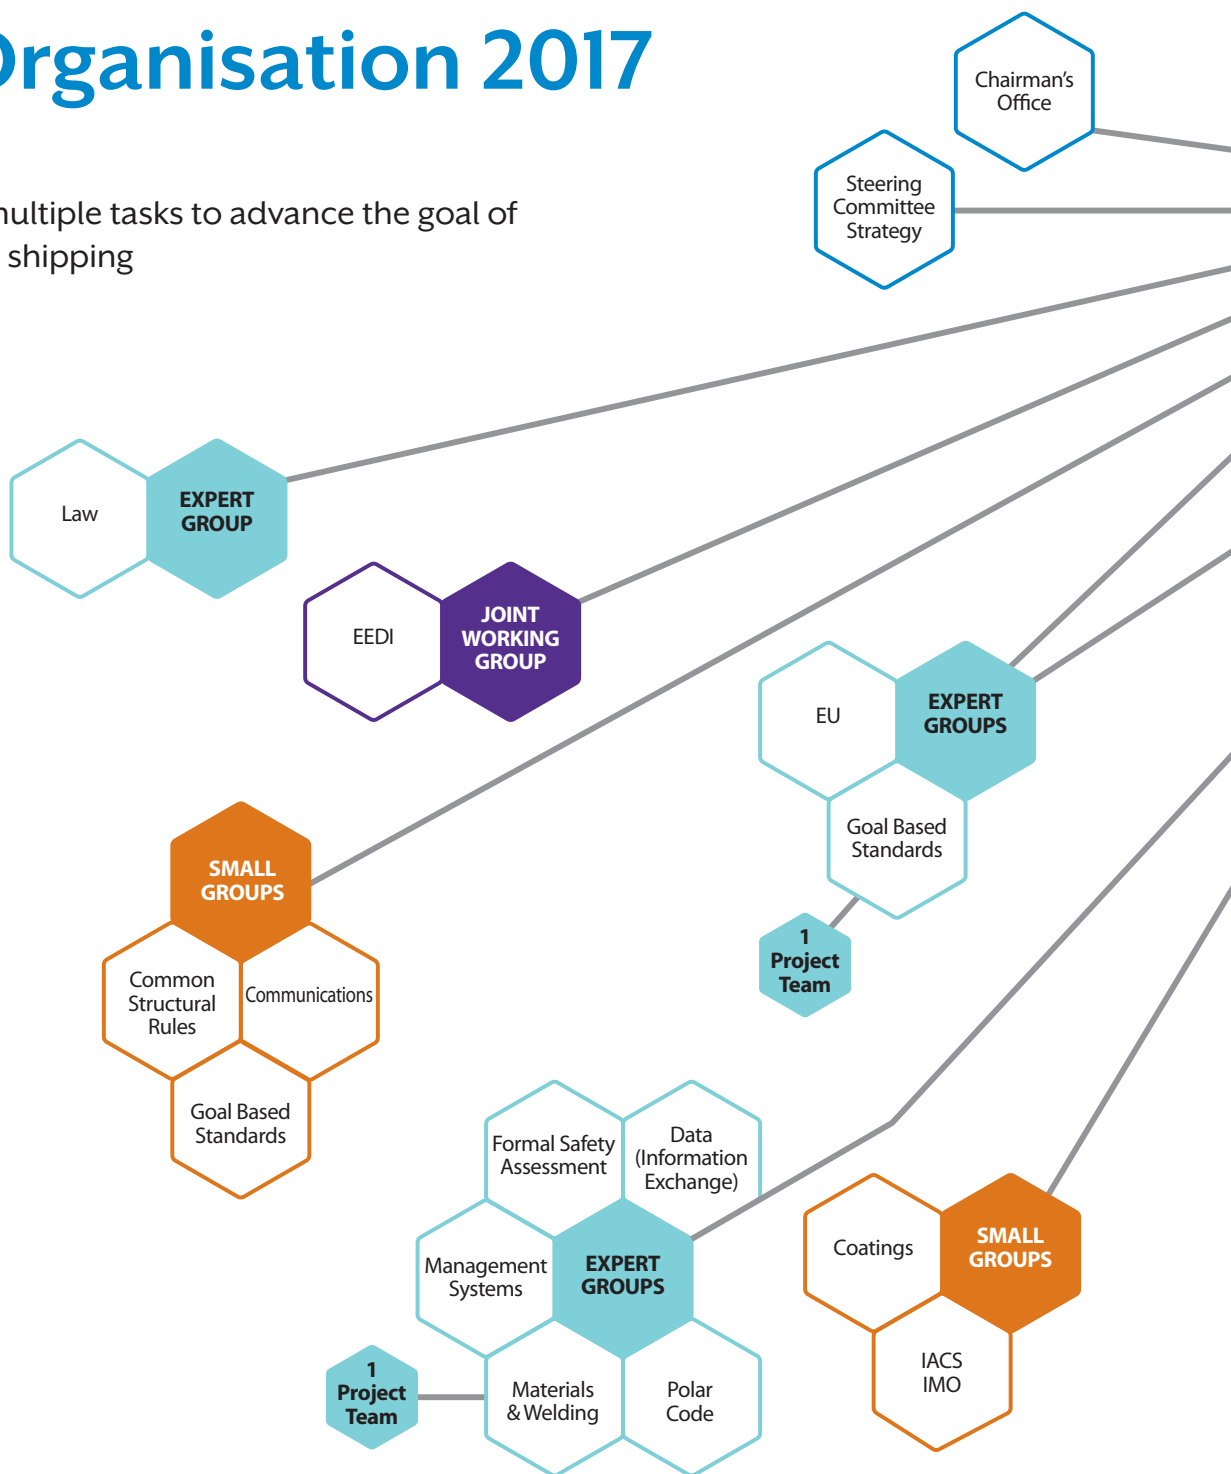 Organisation 2017
multiple tasks to advance the goal of
shipping
Chairman's
Office
Steering
Committee
Strategy
Law
EXPERT
GROUP
EEDI
JOINT
WORKING
GROUP
EU
EXPERT
GROUPS
Goal Based
Standards
1
Project
Team
SMALL
GROUPS
Common
Structural
Rules
Communications
Goal Based
Standards
Formal Safety
Assessment
Data
(Information
Exchange)
Management
Systems
EXPERT
GROUPS
1
Project
Team
Materials
& Welding
Polar
Code
Coatings
SMALL
GROUPS
IACS
IMO